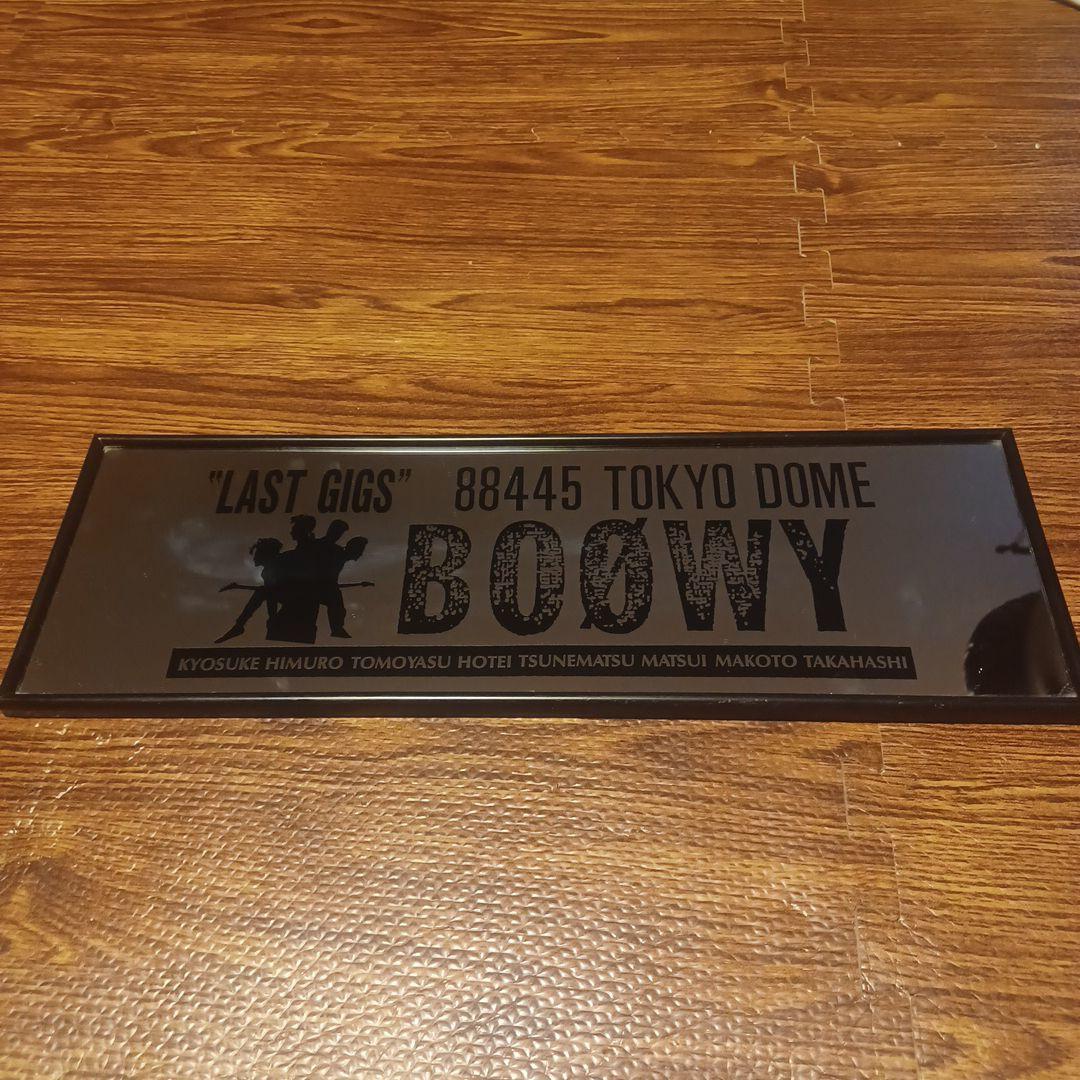 "LAST GIGS" 88445 TOKYO DOME
BOØWY
KYOSUKE HIMURO TOMOYASU HOTEI TSUNEMATSU MATSUI MAKOTO TAKAHASHI